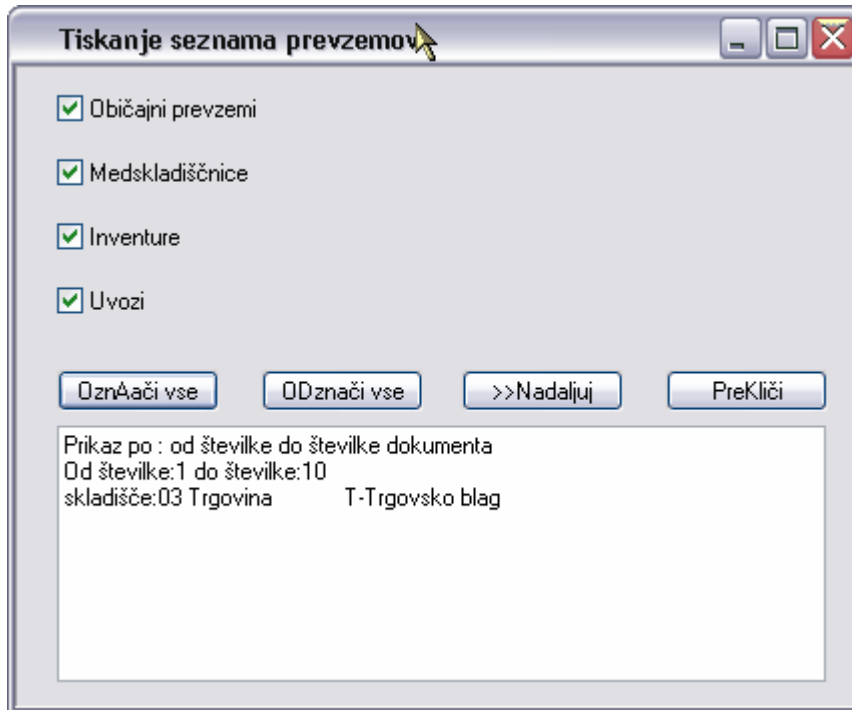 Tiskanje seznama prevzemov
Običajni prevzemi
Medskladiščnice
Inventure
Uvozi
OznAači vse ODznači vse >>Nadaljuj PreKliči
Prikaz po : od številke do številke dokumenta
Od številke:1 do številke:10
skladišče:03 Trgovina T-Trgovsko blag